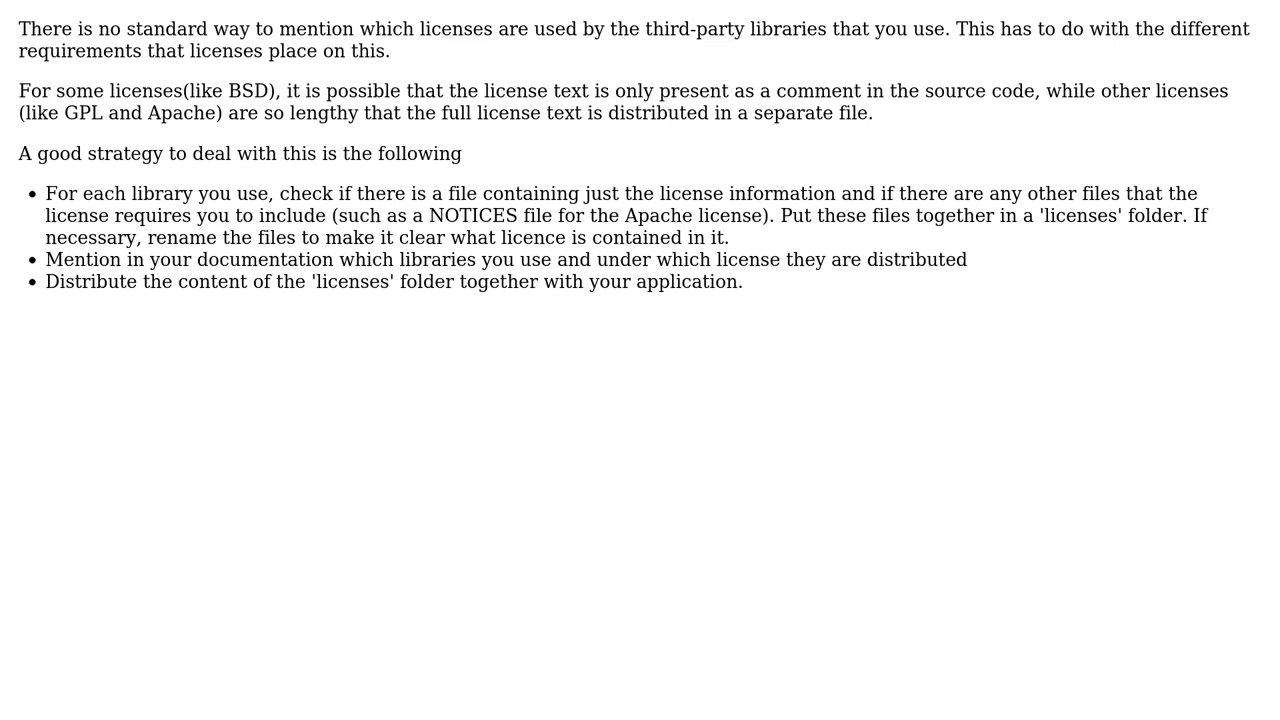 There is no standard way to mention which licenses are used by the third-party libraries that you use. This has to do with the different
requirements that licenses place on this.
For some licenses(like BSD), it is possible that the license text is only present as a comment in the source code, while other licenses
(like GPL and Apache) are so lengthy that the full license text is distributed in a separate file.
A good strategy to deal with this is the following
• For each library you use, check if there is a file containing just the license information and if there are any other files that the
license requires you to include (such as a NOTICES file for the Apache license). Put these files together in a 'licenses' folder. If
necessary, rename the files to make it clear what licence is contained in it.
• Mention in your documentation which libraries you use and under which license they are distributed
• Distribute the content of the 'licenses' folder together with your application.